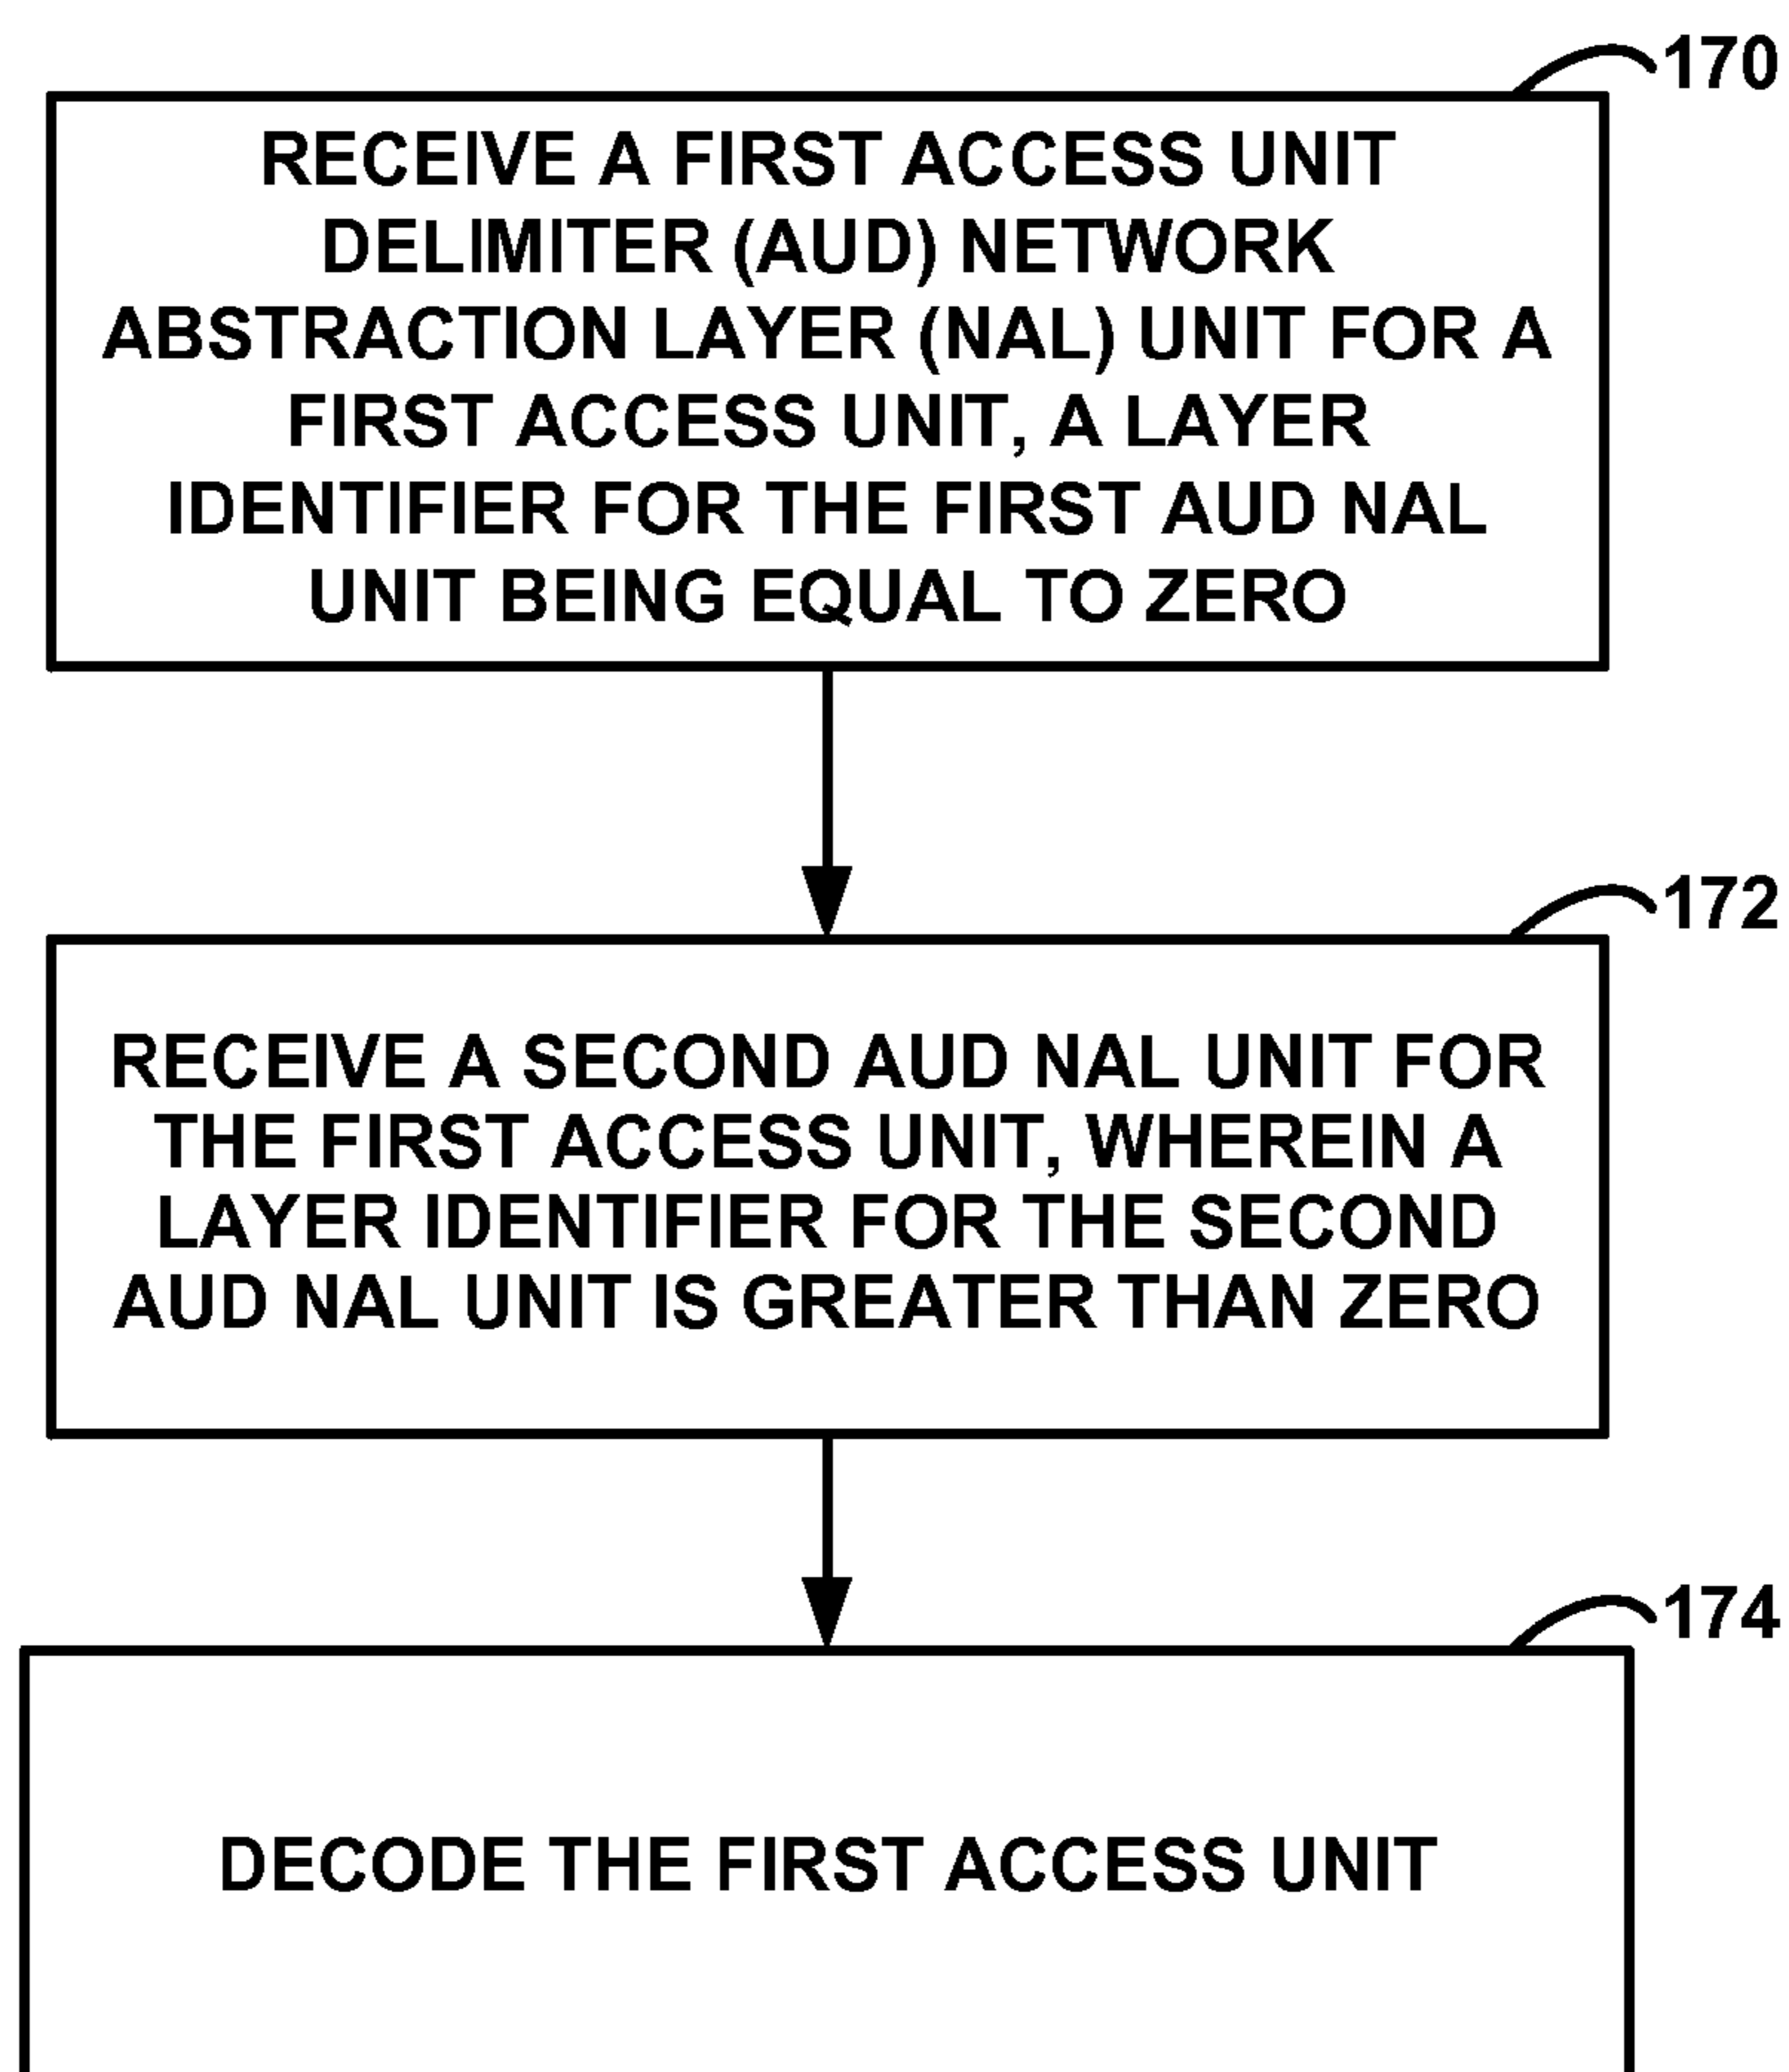 170
RECEIVE A FIRST ACCESS UNIT
DELIMITER (AUD) NETWORK
ABSTRACTION LAYER (NAL) UNIT FOR A
FIRST ACCESS UNIT, A LAYER
IDENTIFIER FOR THE FIRST AUD NAL
UNIT BEING EQUAL TO ZERO
172
RECEIVE A SECOND AUD NAL UNIT FOR
THE FIRST ACCESS UNIT, WHEREIN A
LAYER IDENTIFIER FOR THE SECOND
AUD NAL UNIT IS GREATER THAN ZERO
174
DECODE THE FIRST ACCESS UNIT